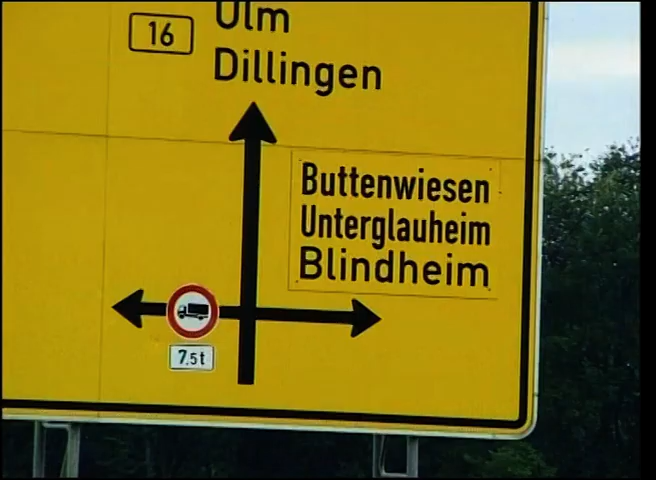 Ulm
16
Dillingen
Buttenwiesen
Unterglauheim
Blindheim
7,5t